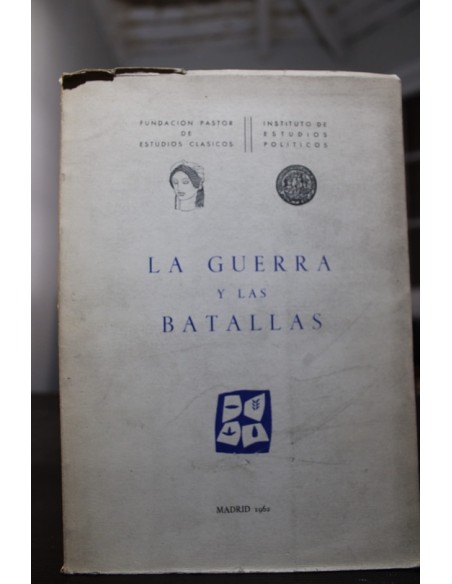 FUNDACION PASTOR
DE
ESTUDIOS CLASICOS
INSTITUTO DE
ESTUDIOS
POLITICOS
LA GUERRA
Y LAS
BATALLAS
MADRID 1962